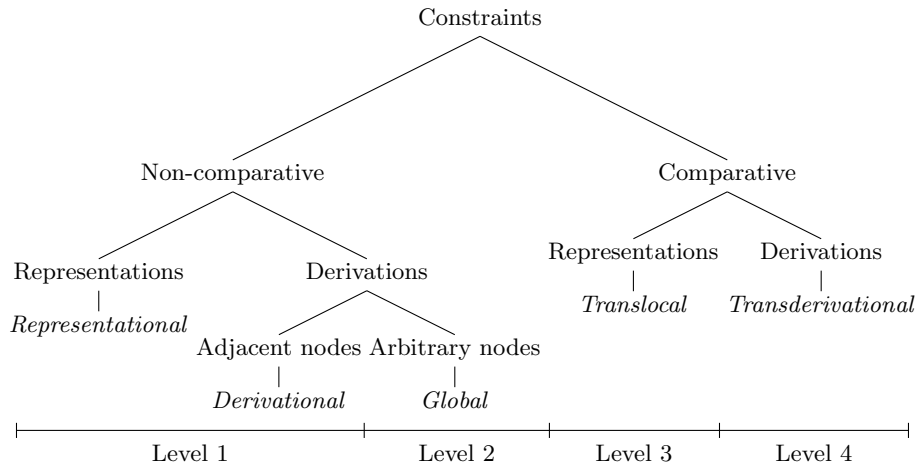 Constraints
Non-comparative Comparative
Representations Derivations
Representations Derivations
Translocal Transderivational
Representational
Adjacent nodes Arbitrary nodes
Derivational Global
Level 1 Level 2 Level 3 Level 4